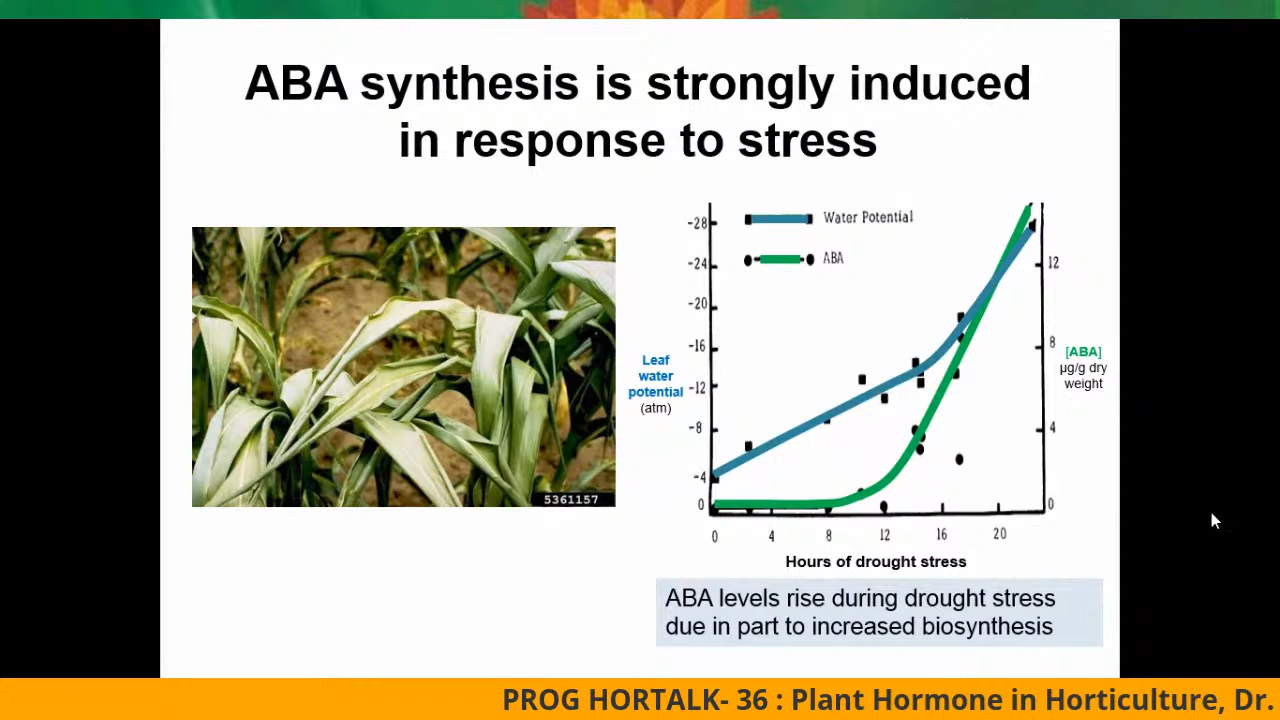 ABA synthesis is strongly induced
in response to stress
5361157
Water Potential
ABA
-28
-24
-20
-16
-12
-8
-4
0
Leaf
water
potential
(atm)
12
8
4
0
[ABA]
µg/g dry
weight
0 4 8 12 16 20
Hours of drought stress
ABA levels rise during drought stress
due in part to increased biosynthesis
PROG HORTALK- 36 : Plant Hormone in Horticulture, Dr.